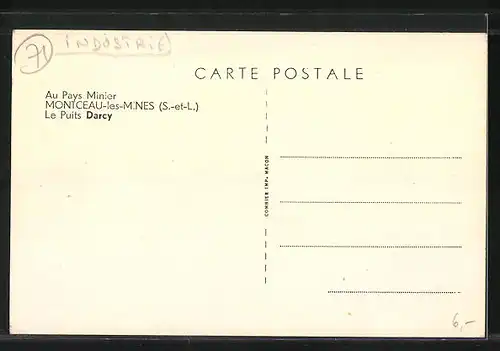 71 INDUSTRIE
CARTE POSTALE
Au Pays Minier
MONTCEAU-les-MINES (S.-et-L.)
Le Puits Darcy
COMBIER IMP. MACON
6,-